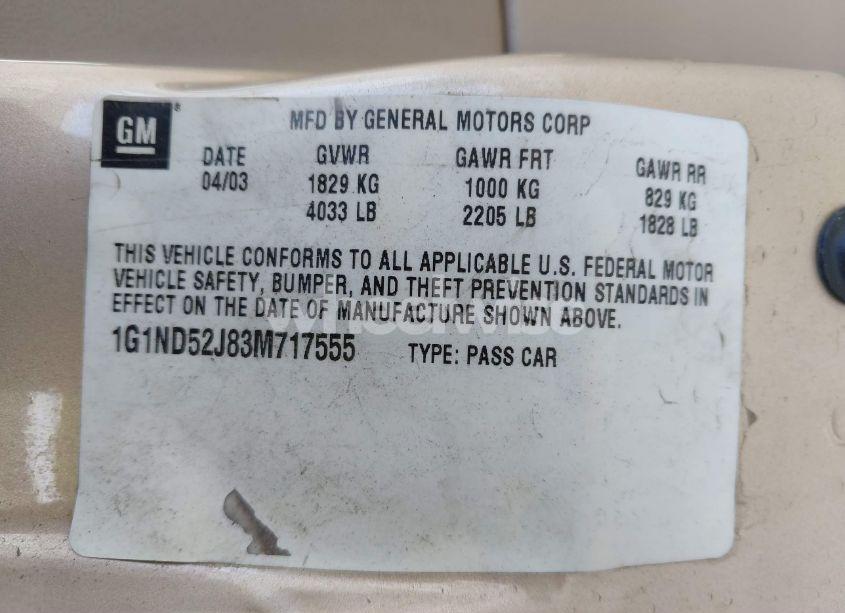 GM
MFD BY GENERAL MOTORS CORP
DATE GVWR GAWR FRT GAWR RR
04/03 1829 KG 1000 KG 829 KG
4033 LB 2205 LB 1828 LB
THIS VEHICLE CONFORMS TO ALL APPLICABLE U.S. FEDERAL MOTOR
VEHICLE SAFETY, BUMPER, AND THEFT PREVENTION STANDARDS IN
EFFECT ON THE DATE OF MANUFACTURE SHOWN ABOVE.
1G1ND52J83M717555 TYPE: PASS CAR